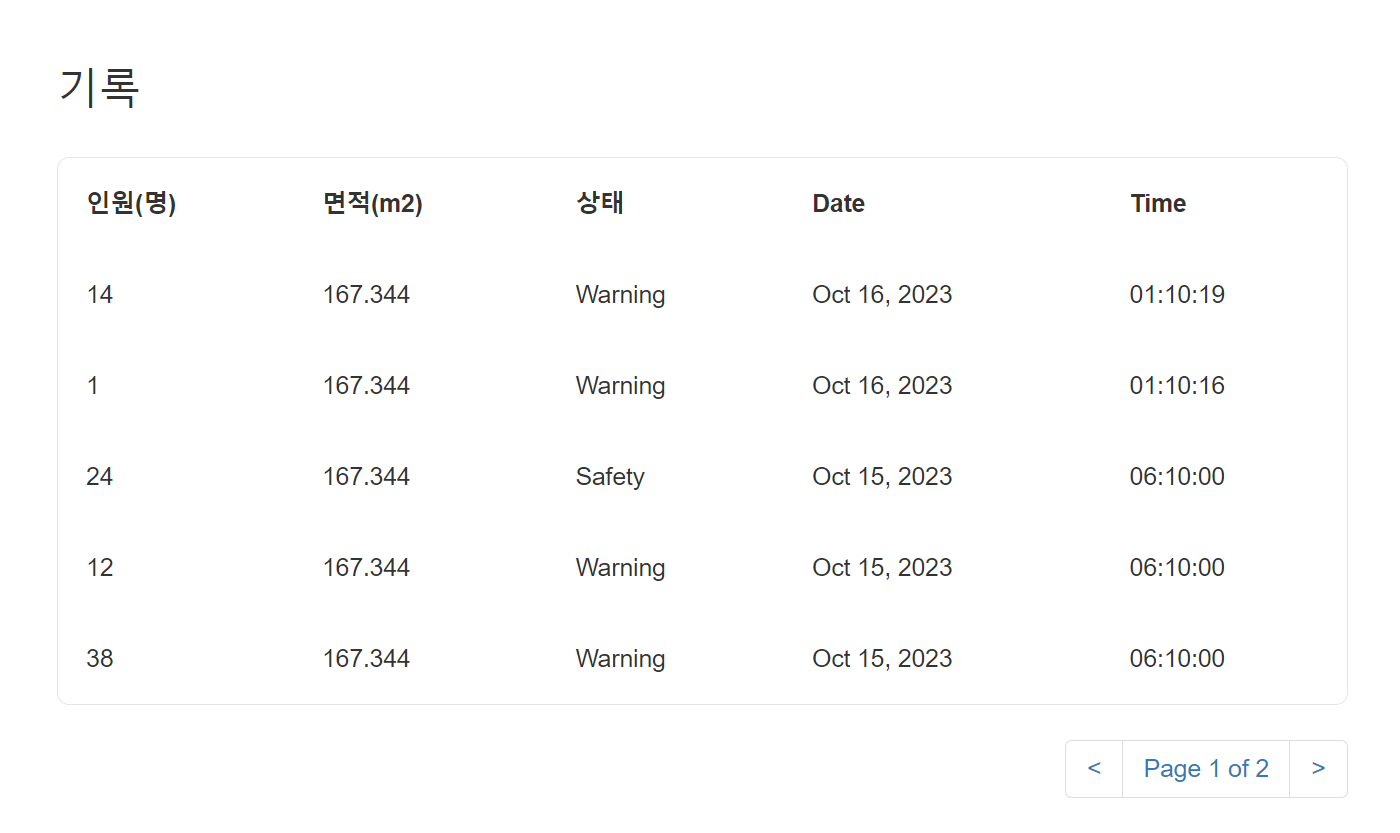 기록
인원(명) 면적(m2) 상태 Date Time
14 167.344 Warning Oct 16, 2023 01:10:19
1 167.344 Warning Oct 16, 2023 01:10:16
24 167.344 Safety Oct 15, 2023 06:10:00
12 167.344 Warning Oct 15, 2023 06:10:00
38 167.344 Warning Oct 15, 2023 06:10:00
< Page 1 of 2 >